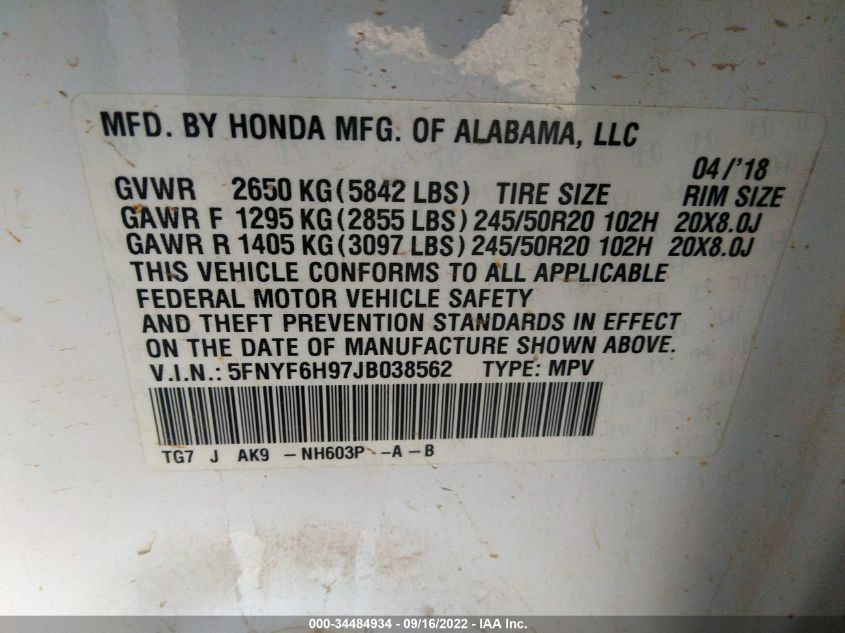 MFD. BY HONDA MFG. OF ALABAMA, LLC
04/'18
GVWR 2650 KG (5842 LBS) TIRE SIZE RIM SIZE
GAWR F 1295 KG (2855 LBS) 245/50R20 102H 20X8.0J
GAWR R 1405 KG (3097 LBS) 245/50R20 102H 20X8.0J
THIS VEHICLE CONFORMS TO ALL APPLICABLE
FEDERAL MOTOR VEHICLE SAFETY
AND THEFT PREVENTION STANDARDS IN EFFECT
ON THE DATE OF MANUFACTURE SHOWN ABOVE.
V.I.N.: 5FNYF6H97JB038562 TYPE: MPV
TG7 J AK9 – NH603P –A – B
000-34484934 - 09/16/2022 - IAA Inc.